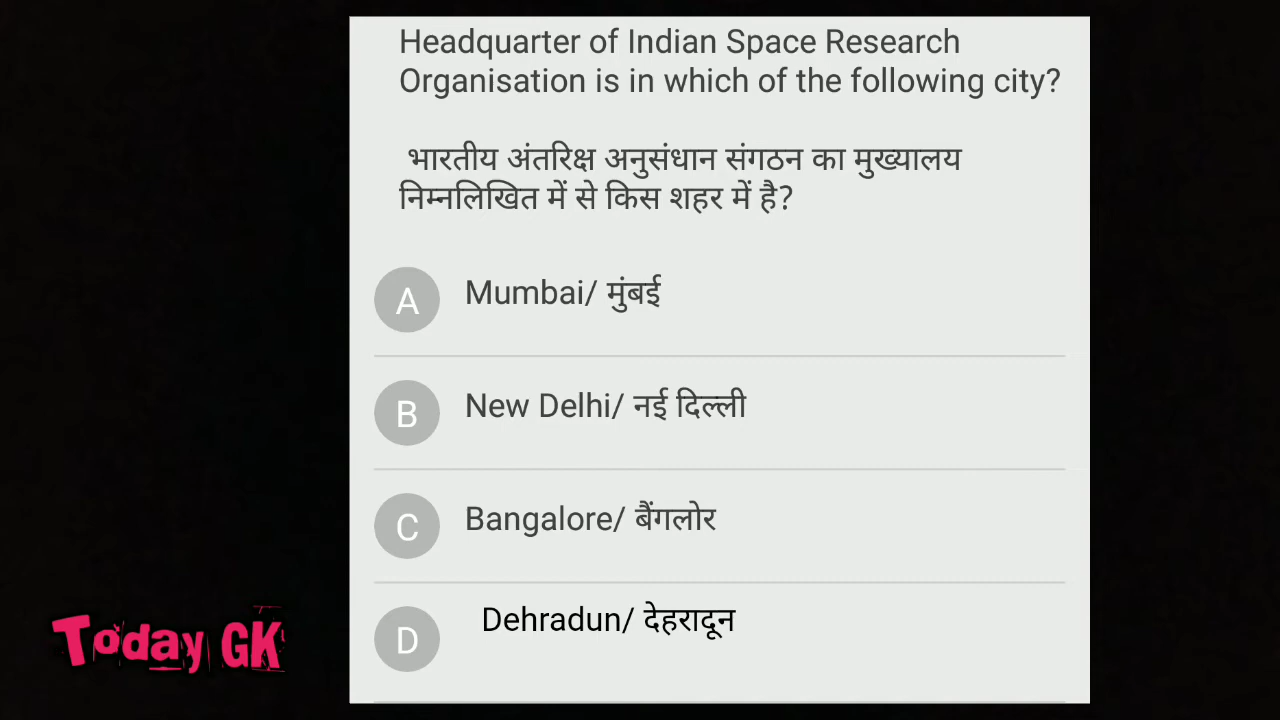 Headquarter of Indian Space Research
Organisation is in which of the following city?
भारतीय अंतरिक्ष अनुसंधान संगठन का मुख्यालय
निम्नलिखित में से किस शहर में है?
A Mumbai/ मुंबई
B New Delhi/ नई दिल्ली
C Bangalore/ बैंगलोर
D Dehradun/ देहरादून
Today GK